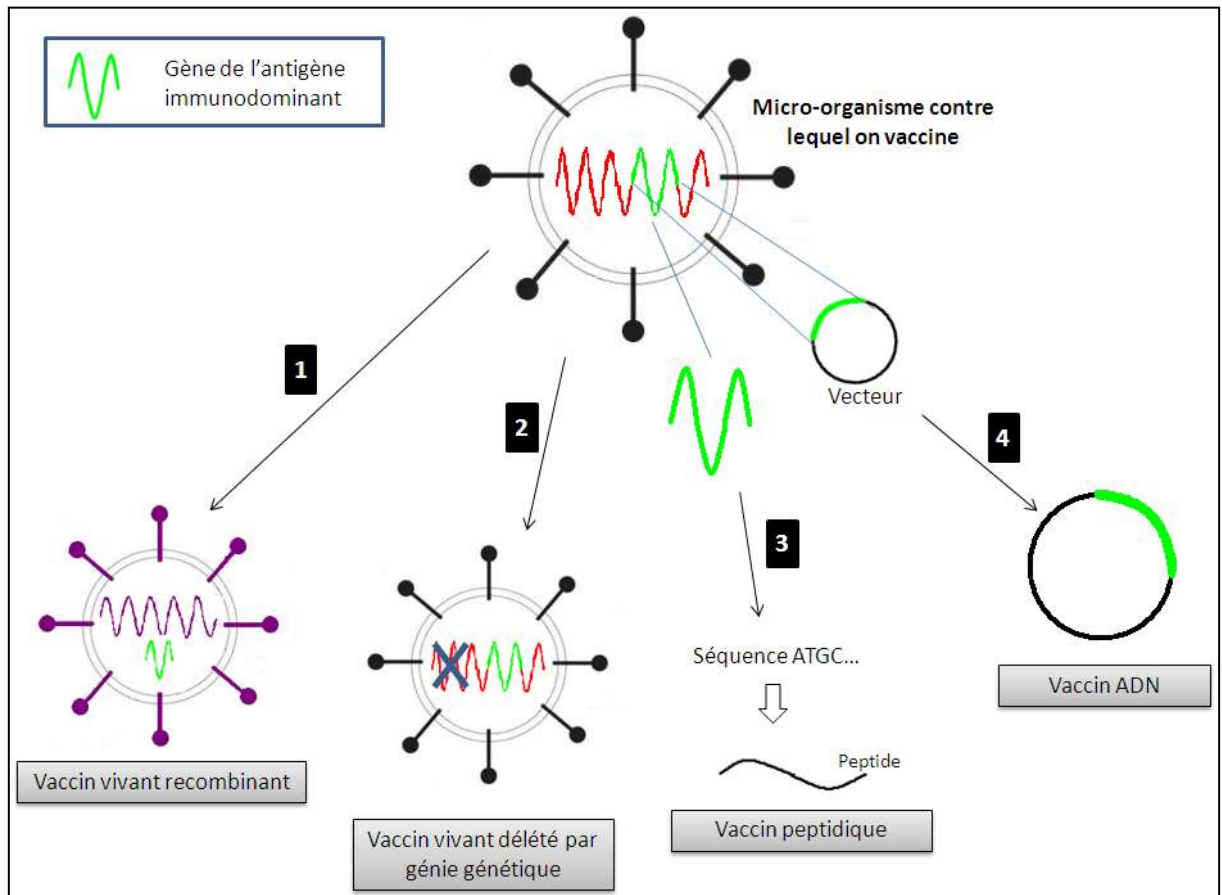 Gène de l'antigène
immunodominant
Micro-organisme contre
lequel on vaccine
1
2
Vecteur
4
3
Séquence ATGC...
Vaccin ADN
Peptide
Vaccin vivant recombinant
Vaccin peptidique
Vaccin vivant délété par
génie génétique